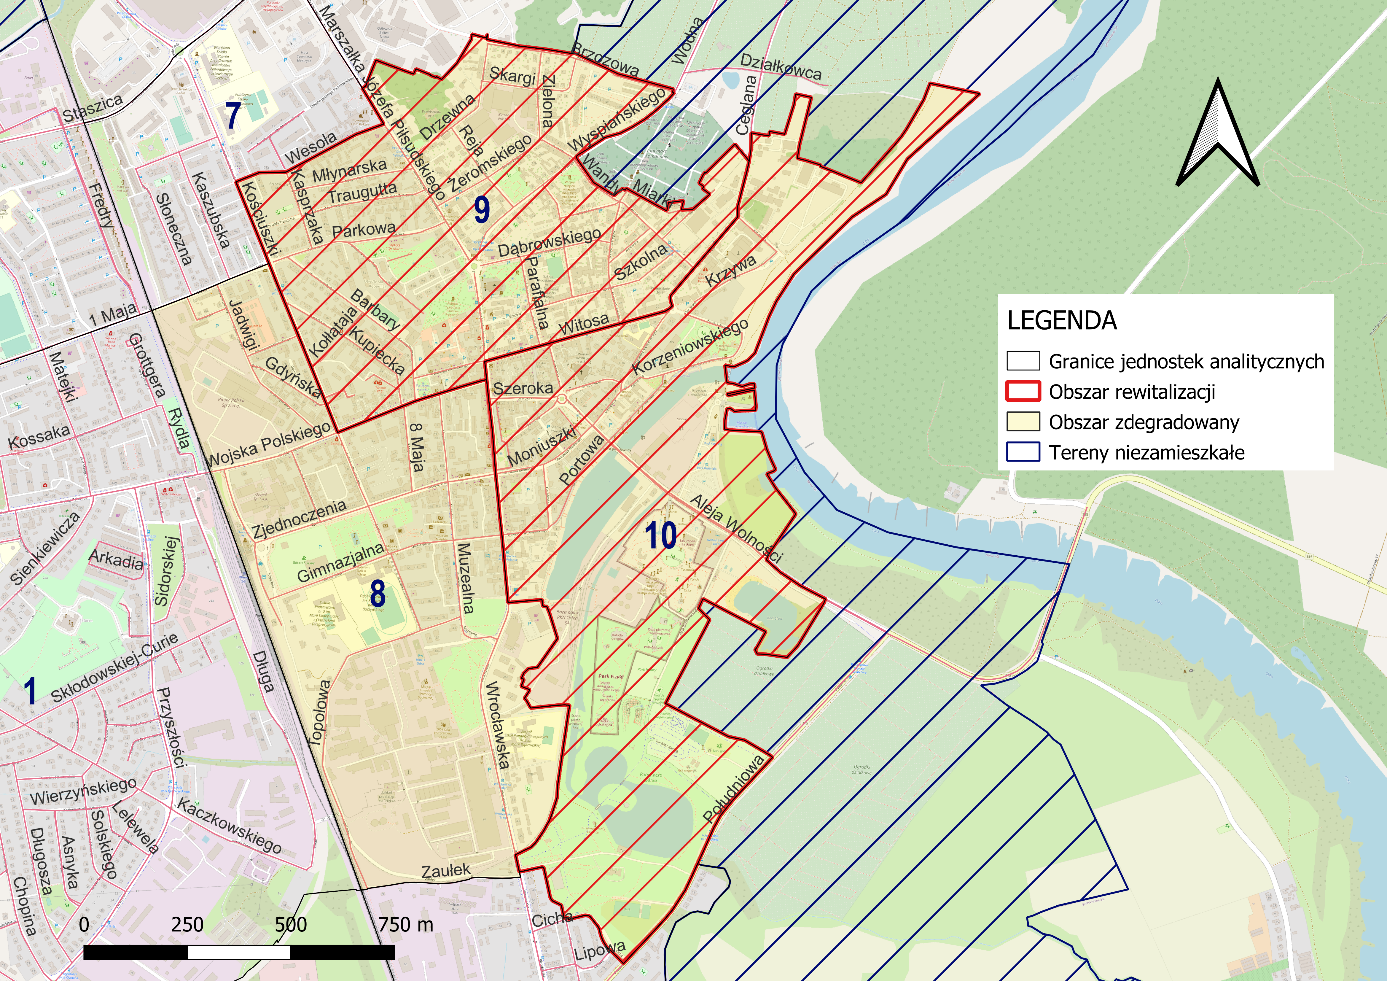 Marszałka Józefa Piłsudskiego
Brzozowa
Wodna
Działkowca
Skargi
Zielona
Ceglana
Staszica
7
Drzewna
Wyspiańskiego
Wesoła
Reja
Żeromskiego
Wandy
Miarki
Młynarska
Traugutta
Kasprzaka
Kościuszki
Kaszubska
Słoneczna
Fredry
9
Parkowa
Dąbrowskiego
Szkolna
Krzywa
Parafialna
Barbary
Kołłątaja
Kupiecka
Witosa
Korzeniowskiego
1 Maja
Jadwigi
Gdyńska
Grottgera
Matejki
Rydla
Szeroka
LEGENDA
Granice jednostek analitycznych
Obszar rewitalizacji
Obszar zdegradowany
Tereny niezamieszkałe
Kossaka
Wojska Polskiego
8 Maja
Moniuszki
Portowa
Aleja Wolności
Zjednoczenia
10
Sienkiewicza
Arkadia
Sidorskiej
Gimnazjalna
Muzealna
8
Skłodowskiej-Curie
1
Długa
Przyszłości
Topolowa
Wrocławska
Południowa
Wierzyńskiego
Kaczkowskiego
Lelewela
Solskiego
Asnyka
Długosza
Chopina
Zaułek
Cicha
Lipowa
0 250 500 750 m